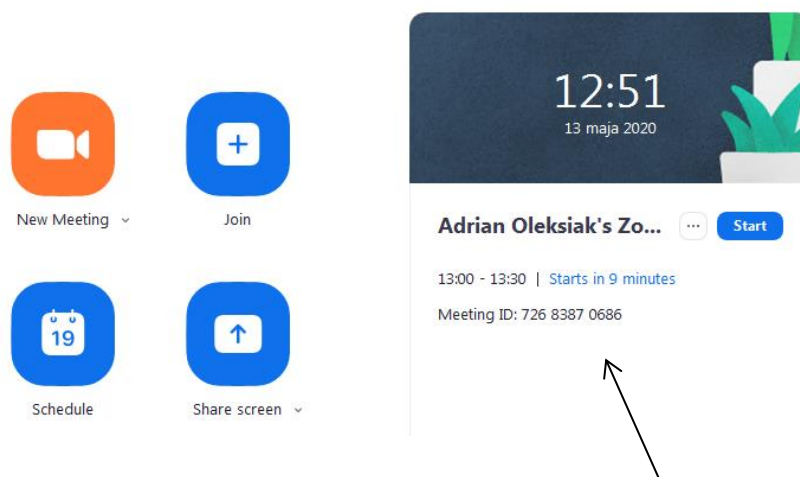 New Meeting
Join
19
Schedule
Share screen
12:51
13 maja 2020
Adrian Oleksiak's Zo...
Start
13:00 - 13:30 | Starts in 9 minutes
Meeting ID: 726 8387 0686